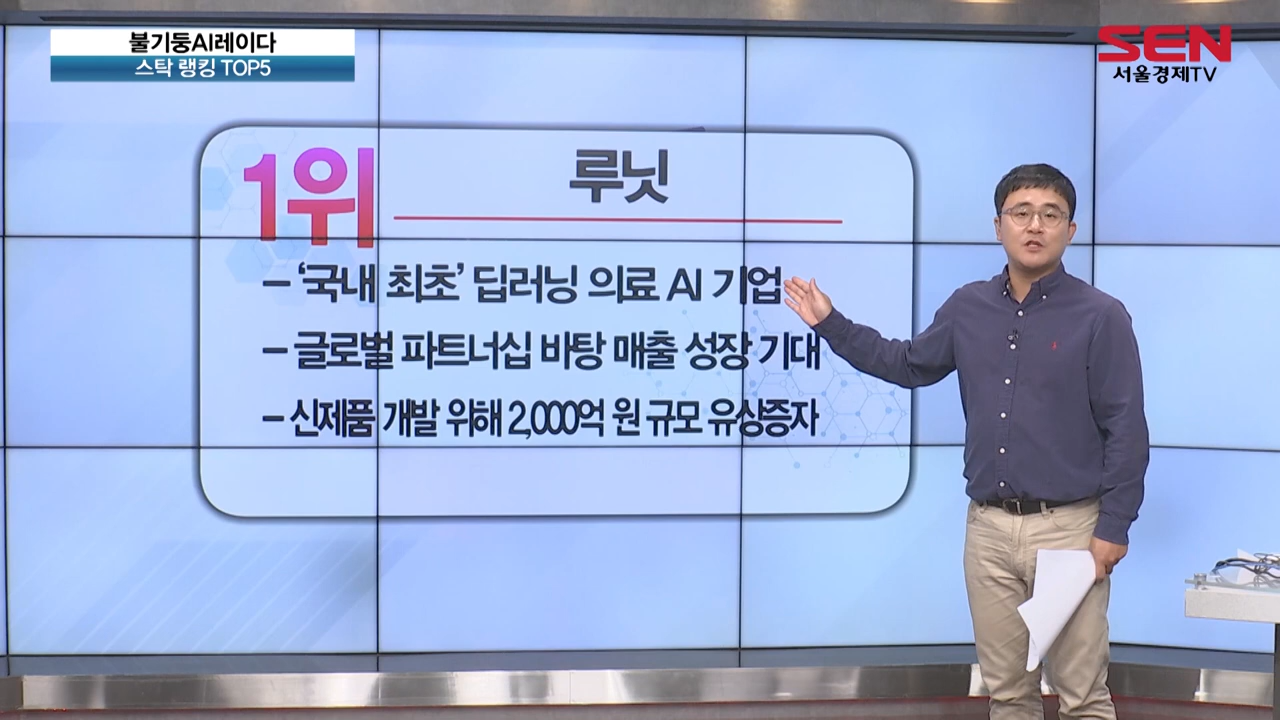 불기둥AI레이다
스탁 랭킹 TOP5
SEN
서울경제TV
1위
루닛
– ‘국내 최초’ 딥러닝 의료 AI 기업
– 글로벌 파트너십 바탕 매출 성장 기대
– 신제품 개발 위해 2,000억 원 규모 유상증자